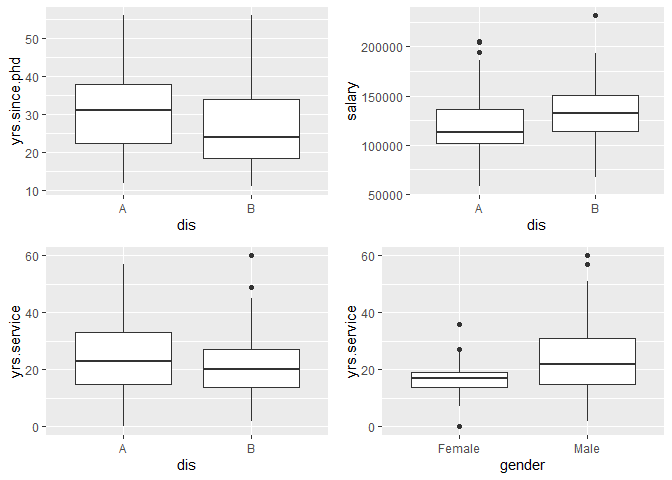 yrs.since.phd
50
40
30
20
10
A
B
dis
salary
200000
150000
100000
50000
A
B
dis
yrs.service
60
40
20
0
A
B
dis
yrs.service
60
40
20
0
Female
Male
gender